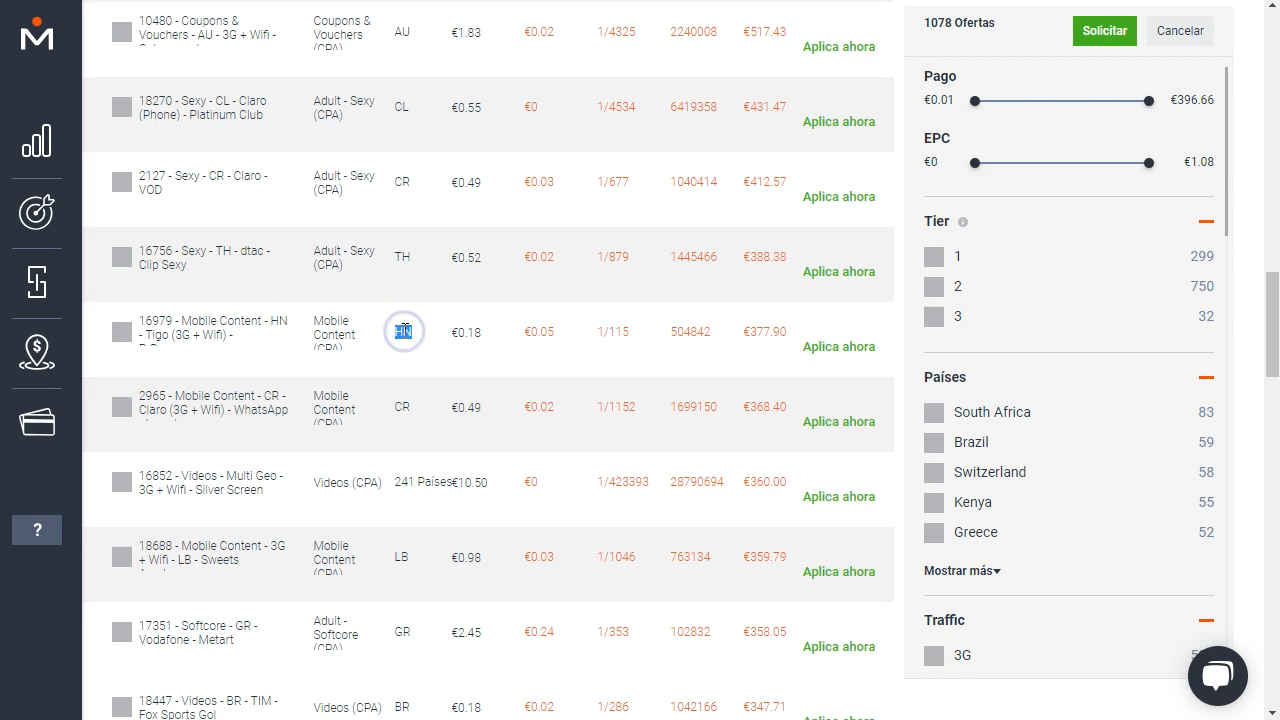 10480 - Coupons &
Vouchers - AU - 3G + Wifi -
Coupons &
Vouchers
(CPA)
AU
€1.83
€0.02
1/4325
2240008
€517.43
Aplica ahora
18270 - Sexy - CL - Claro
(Phone) - Platinum Club
Adult - Sexy
(CPA)
CL
€0.55
€0
1/4534
6419358
€431.47
Aplica ahora
2127 - Sexy - CR - Claro -
VOD
Adult - Sexy
(CPA)
CR
€0.49
€0.03
1/677
1040414
€412.57
Aplica ahora
16756 - Sexy - TH - dtac -
Clip Sexy
Adult - Sexy
(CPA)
TH
€0.52
€0.02
1/879
1445466
€388.38
Aplica ahora
16979 - Mobile Content - HN
- Tigo (3G + Wifi) -
Mobile
Content
(CPA)
HN
€0.18
€0.05
1/115
504842
€377.90
Aplica ahora
2965 - Mobile Content - CR -
Claro (3G + Wifi) - WhatsApp
Mobile
Content
(CPA)
CR
€0.49
€0.02
1/1152
1699150
€368.40
Aplica ahora
16852 - Videos - Multi Geo -
3G + Wifi - Silver Screen
Videos (CPA)
241 Países
€10.50
€0
1/423393
28790694
€360.00
Aplica ahora
18688 - Mobile Content - 3G
+ Wifi - LB - Sweets
Mobile
Content
(CPA)
LB
€0.98
€0.03
1/1046
763134
€359.79
Aplica ahora
17351 - Softcore - GR -
Vodafone - Metart
Adult -
Softcore
(CPA)
GR
€2.45
€0.24
1/353
102832
€358.05
Aplica ahora
18447 - Videos - BR - TIM -
Fox Sports Gol
Videos (CPA)
BR
€0.18
€0.02
1/286
1042166
€347.71
Aplica ahora
1078 Ofertas
Solicitar
Cancelar
Pago
€0.01
€396.66
EPC
€0
€1.08
Tier
1
299
2
750
3
32
Países
South Africa
83
Brazil
59
Switzerland
58
Kenya
55
Greece
52
Mostrar más
Traffic
3G
?